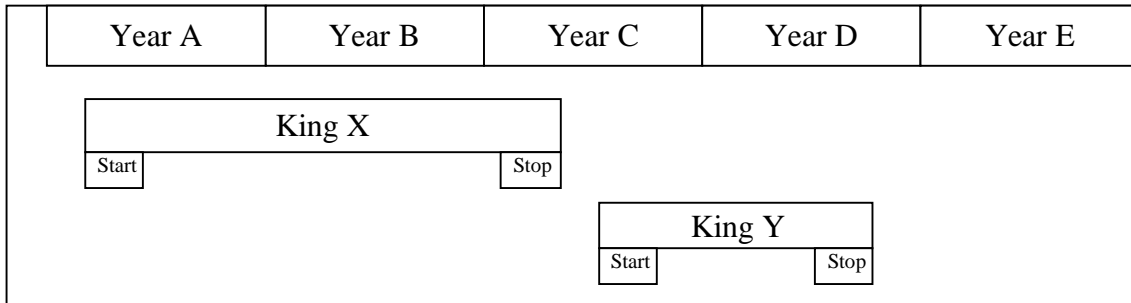 Year A Year B Year C Year D Year E
King X
Start Stop
King Y
Start Stop